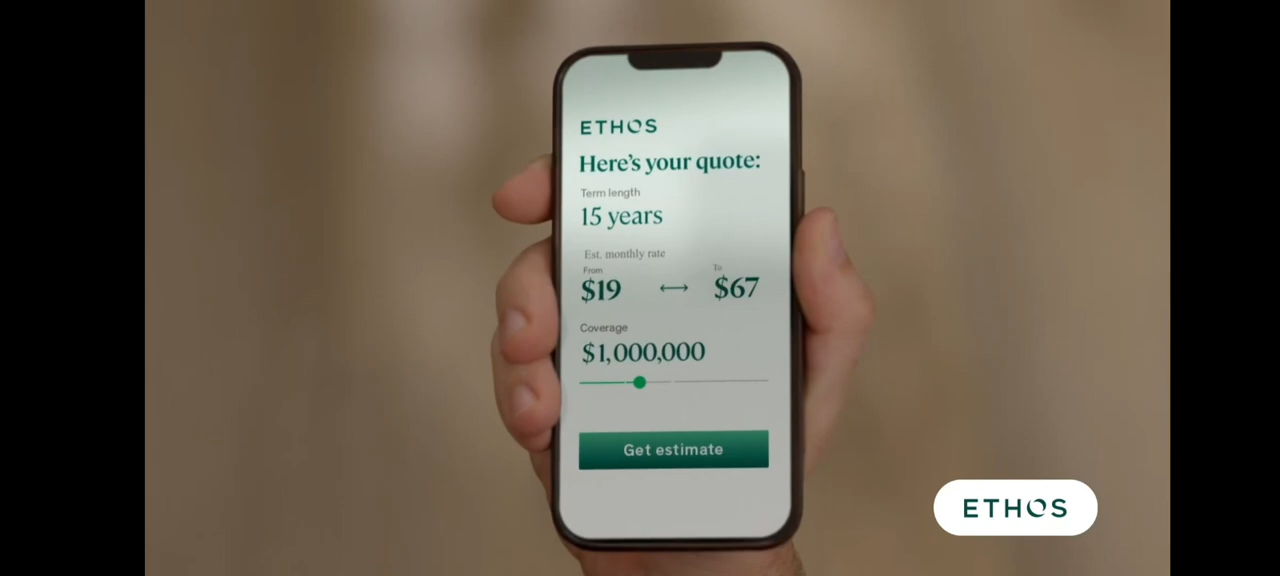 ETHOS
Here's your quote:
Term length
15 years
Est. monthly rate
From To
$19 ⟷ $67
Coverage
$1,000,000
Get estimate
ETHOS